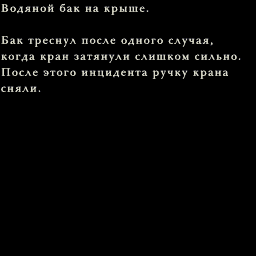 Водяной бак на крыше.
Бак треснул после одного случая,
когда кран затянули слишком сильно.
После этого инцидента ручку крана
сняли.